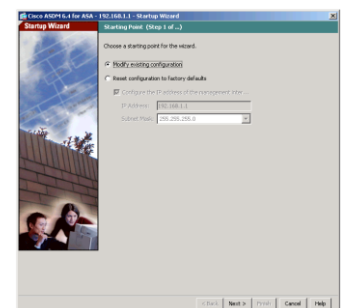 Cisco ASDM 6.4 for ASA - 192.168.1.1 - Startup Wizard
Startup Wizard
Starting Point (Step 1 of ...)
Choose a starting point for the wizard.
Modify existing configuration
Reset configuration to factory defaults
Configure the IP address of the management inter ...
IP Address: 192.168.1.1
Subnet Mask: 255.255.255.0
< Back Next > Finish Cancel Help